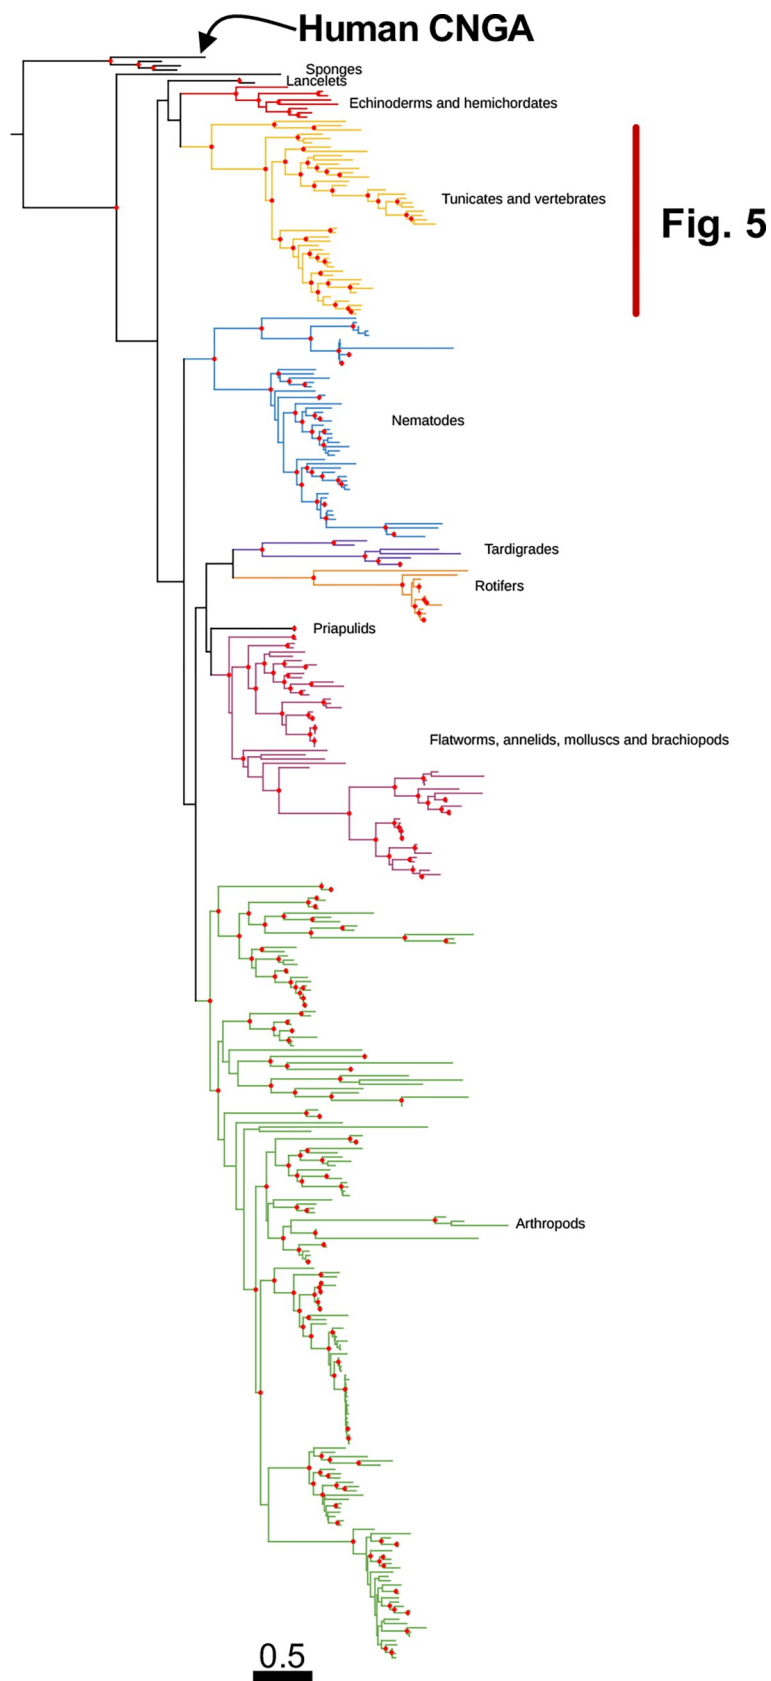 Human CNGA
Sponges
Lancelets
Echinoderms and hemichordates
Tunicates and vertebrates
Fig. 5
Nematodes
Tardigrades
Rotifers
Priapulids
Flatworms, annelids, molluscs and brachiopods
Arthropods
0.5